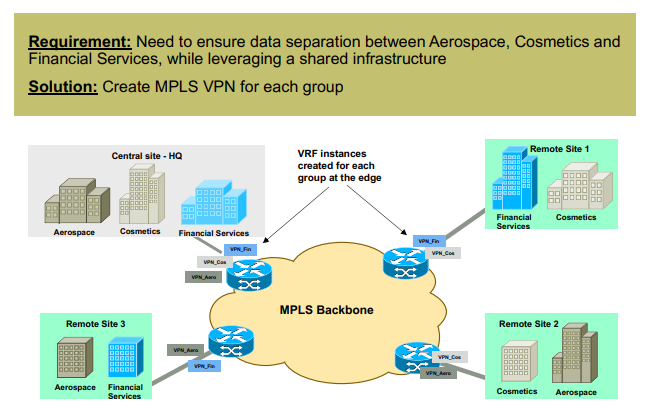 Requirement: Need to ensure data separation between Aerospace, Cosmetics and
Financial Services, while leveraging a shared infrastructure
Solution: Create MPLS VPN for each group
Central site - HQ
Aerospace
Cosmetics
Financial Services
VRF instances
created for each
group at the edge
Remote Site 1
Financial
Services
Cosmetics
VPN_Fin
VPN_Cos
VPN_Aero
VPN_Fin
VPN_Cos
MPLS Backbone
Remote Site 3
Aerospace
Financial
Services
VPN_Aero
VPN_Fin
VPN_Cos
VPN_Aero
Remote Site 2
Cosmetics
Aerospace